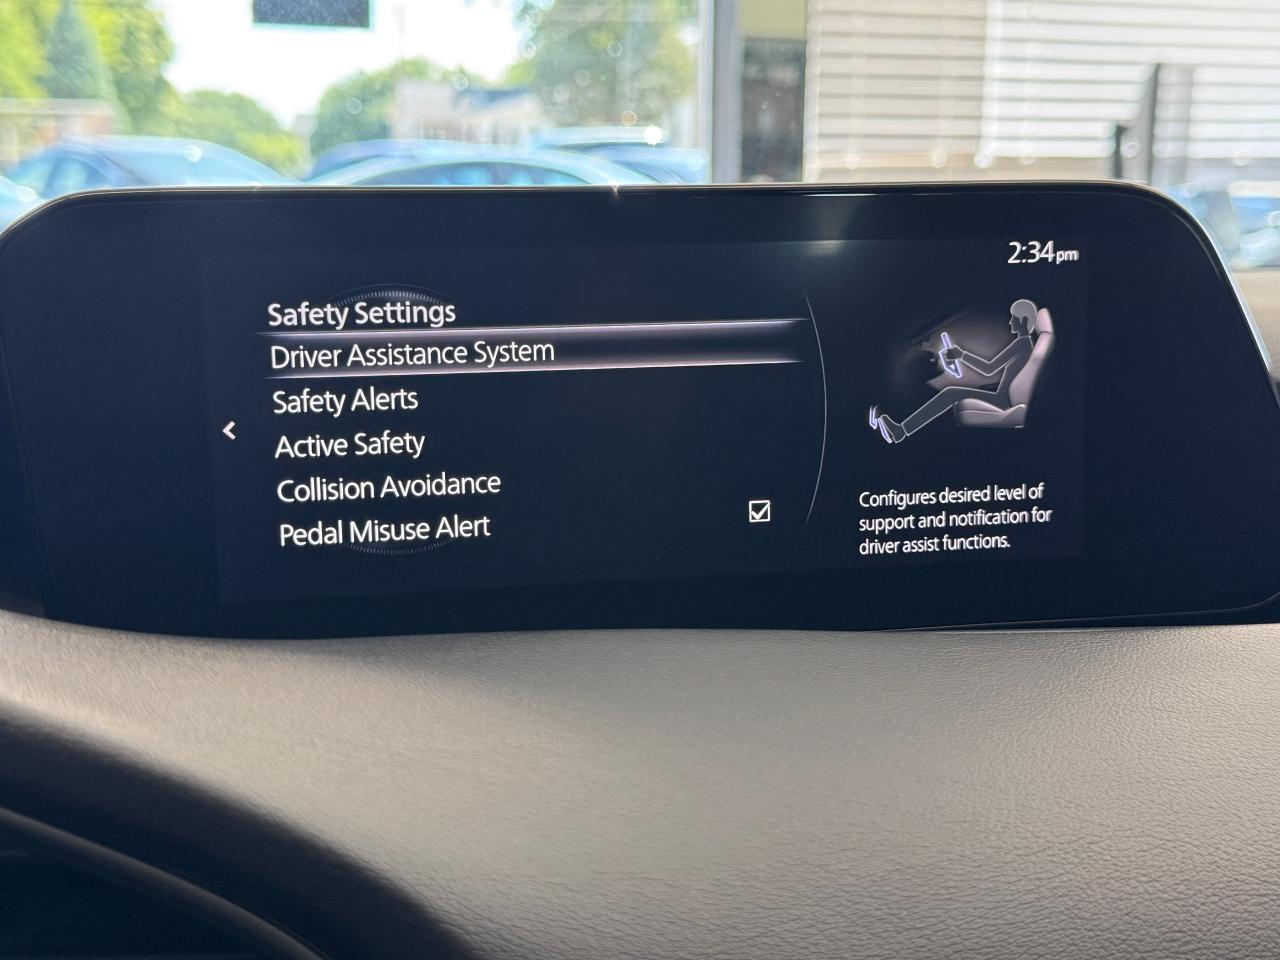 2:34pm
Safety Settings
Driver Assistance System
Safety Alerts
Active Safety
Collision Avoidance
Pedal Misuse Alert
Configures desired level of
support and notification for
driver assist functions.